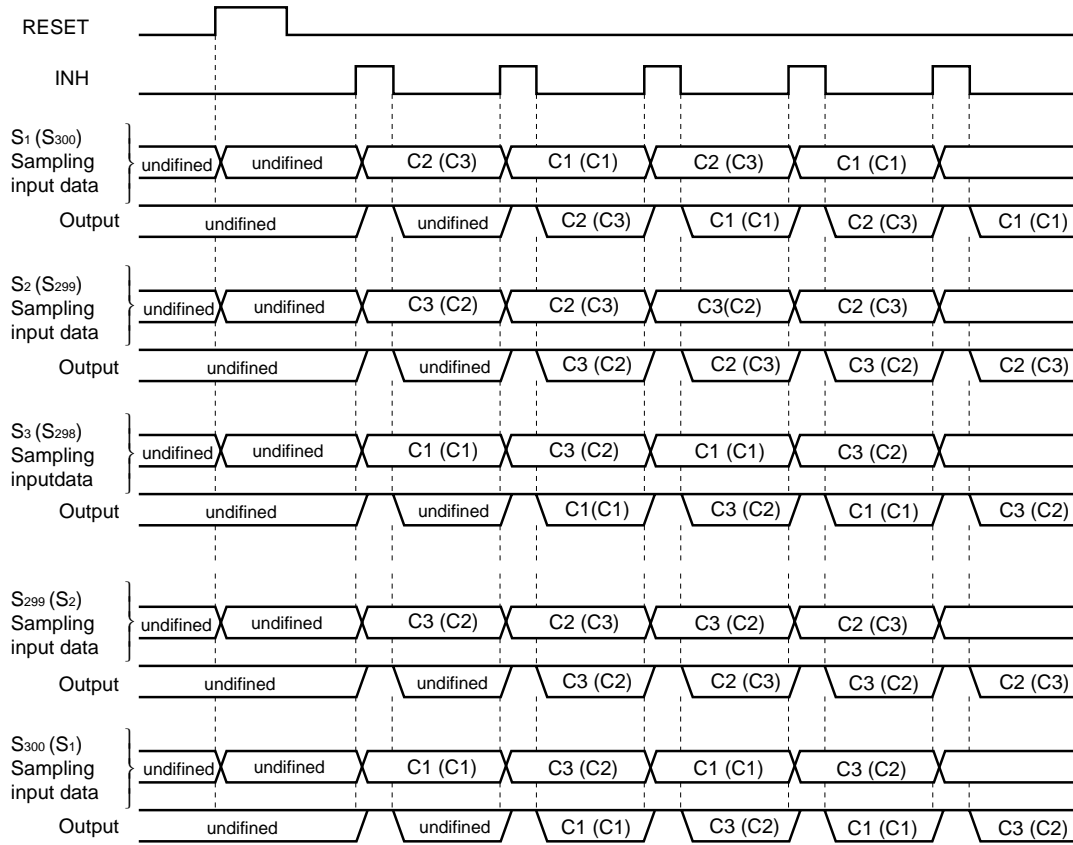 RESET
INH
S1 (S300)
Sampling
input data
undifined undifined C2 (C3) C1 (C1) C2 (C3) C1 (C1)
Output undifined undifined C2 (C3) C1 (C1) C2 (C3) C1 (C1)
S2 (S299)
Sampling
input data
undifined undifined C3 (C2) C2 (C3) C3(C2) C2 (C3)
Output undifined undifined C3 (C2) C2 (C3) C3 (C2) C2 (C3)
S3 (S298)
Sampling
inputdata
undifined undifined C1 (C1) C3 (C2) C1 (C1) C3 (C2)
Output undifined undifined C1(C1) C3 (C2) C1 (C1) C3 (C2)
S299 (S2)
Sampling
input data
undifined undifined C3 (C2) C2 (C3) C3 (C2) C2 (C3)
Output undifined undifined C3 (C2) C2 (C3) C3 (C2) C2 (C3)
S300 (S1)
Sampling
input data
undifined undifined C1 (C1) C3 (C2) C1 (C1) C3 (C2)
Output undifined undifined C1 (C1) C3 (C2) C1 (C1) C3 (C2)